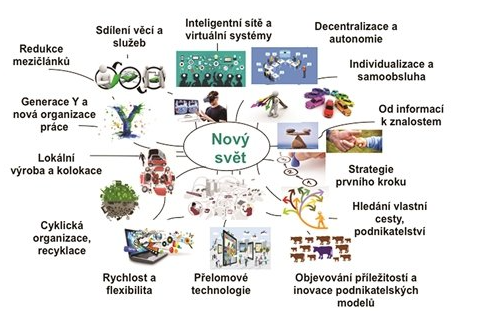 Inteligentní sítě a
virtuální systémy
Sdílení věcí a
služeb
Decentralizace a
autonomie
Redukce
mezičlánků
Individualizace a
samoobsluha
Generace Y a
nová organizace
práce
Od informací
k znalostem
Nový
svět
Lokální
výroba a kolokace
Strategie
prvního kroku
Cyklická
organizace,
recyklace
Hledání vlastní
cesty,
podnikatelství
Rychlost a
flexibilita
Přelomové
technologie
Objevování příležitostí a
inovace podnikatelských
modelů